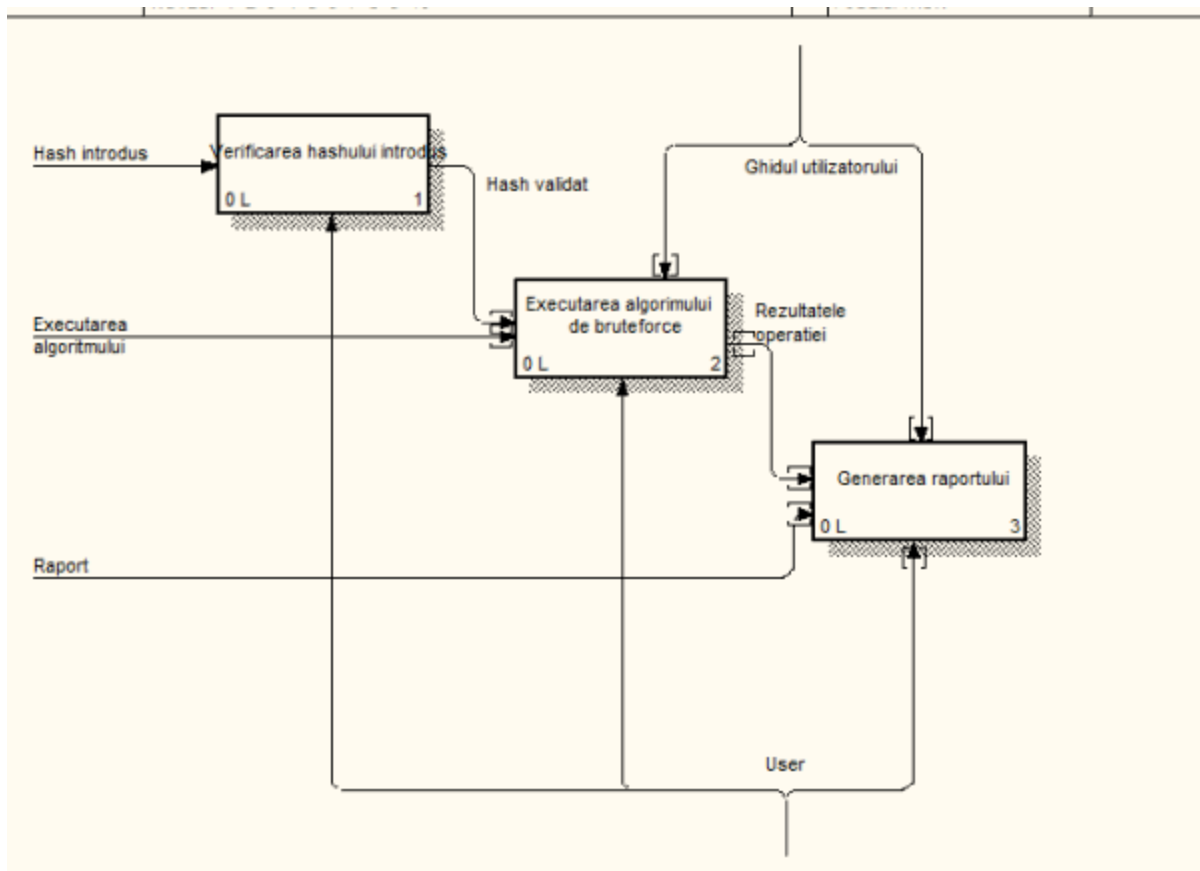 Hash introdus
Verificarea hashului introdus
0 L
1
Hash validat
Ghidul utilizatorului
Executarea
algoritmului
Executarea algorimului
de bruteforce
0 L
2
Rezultatele
operatiei
Generarea raportului
0 L
3
Raport
User